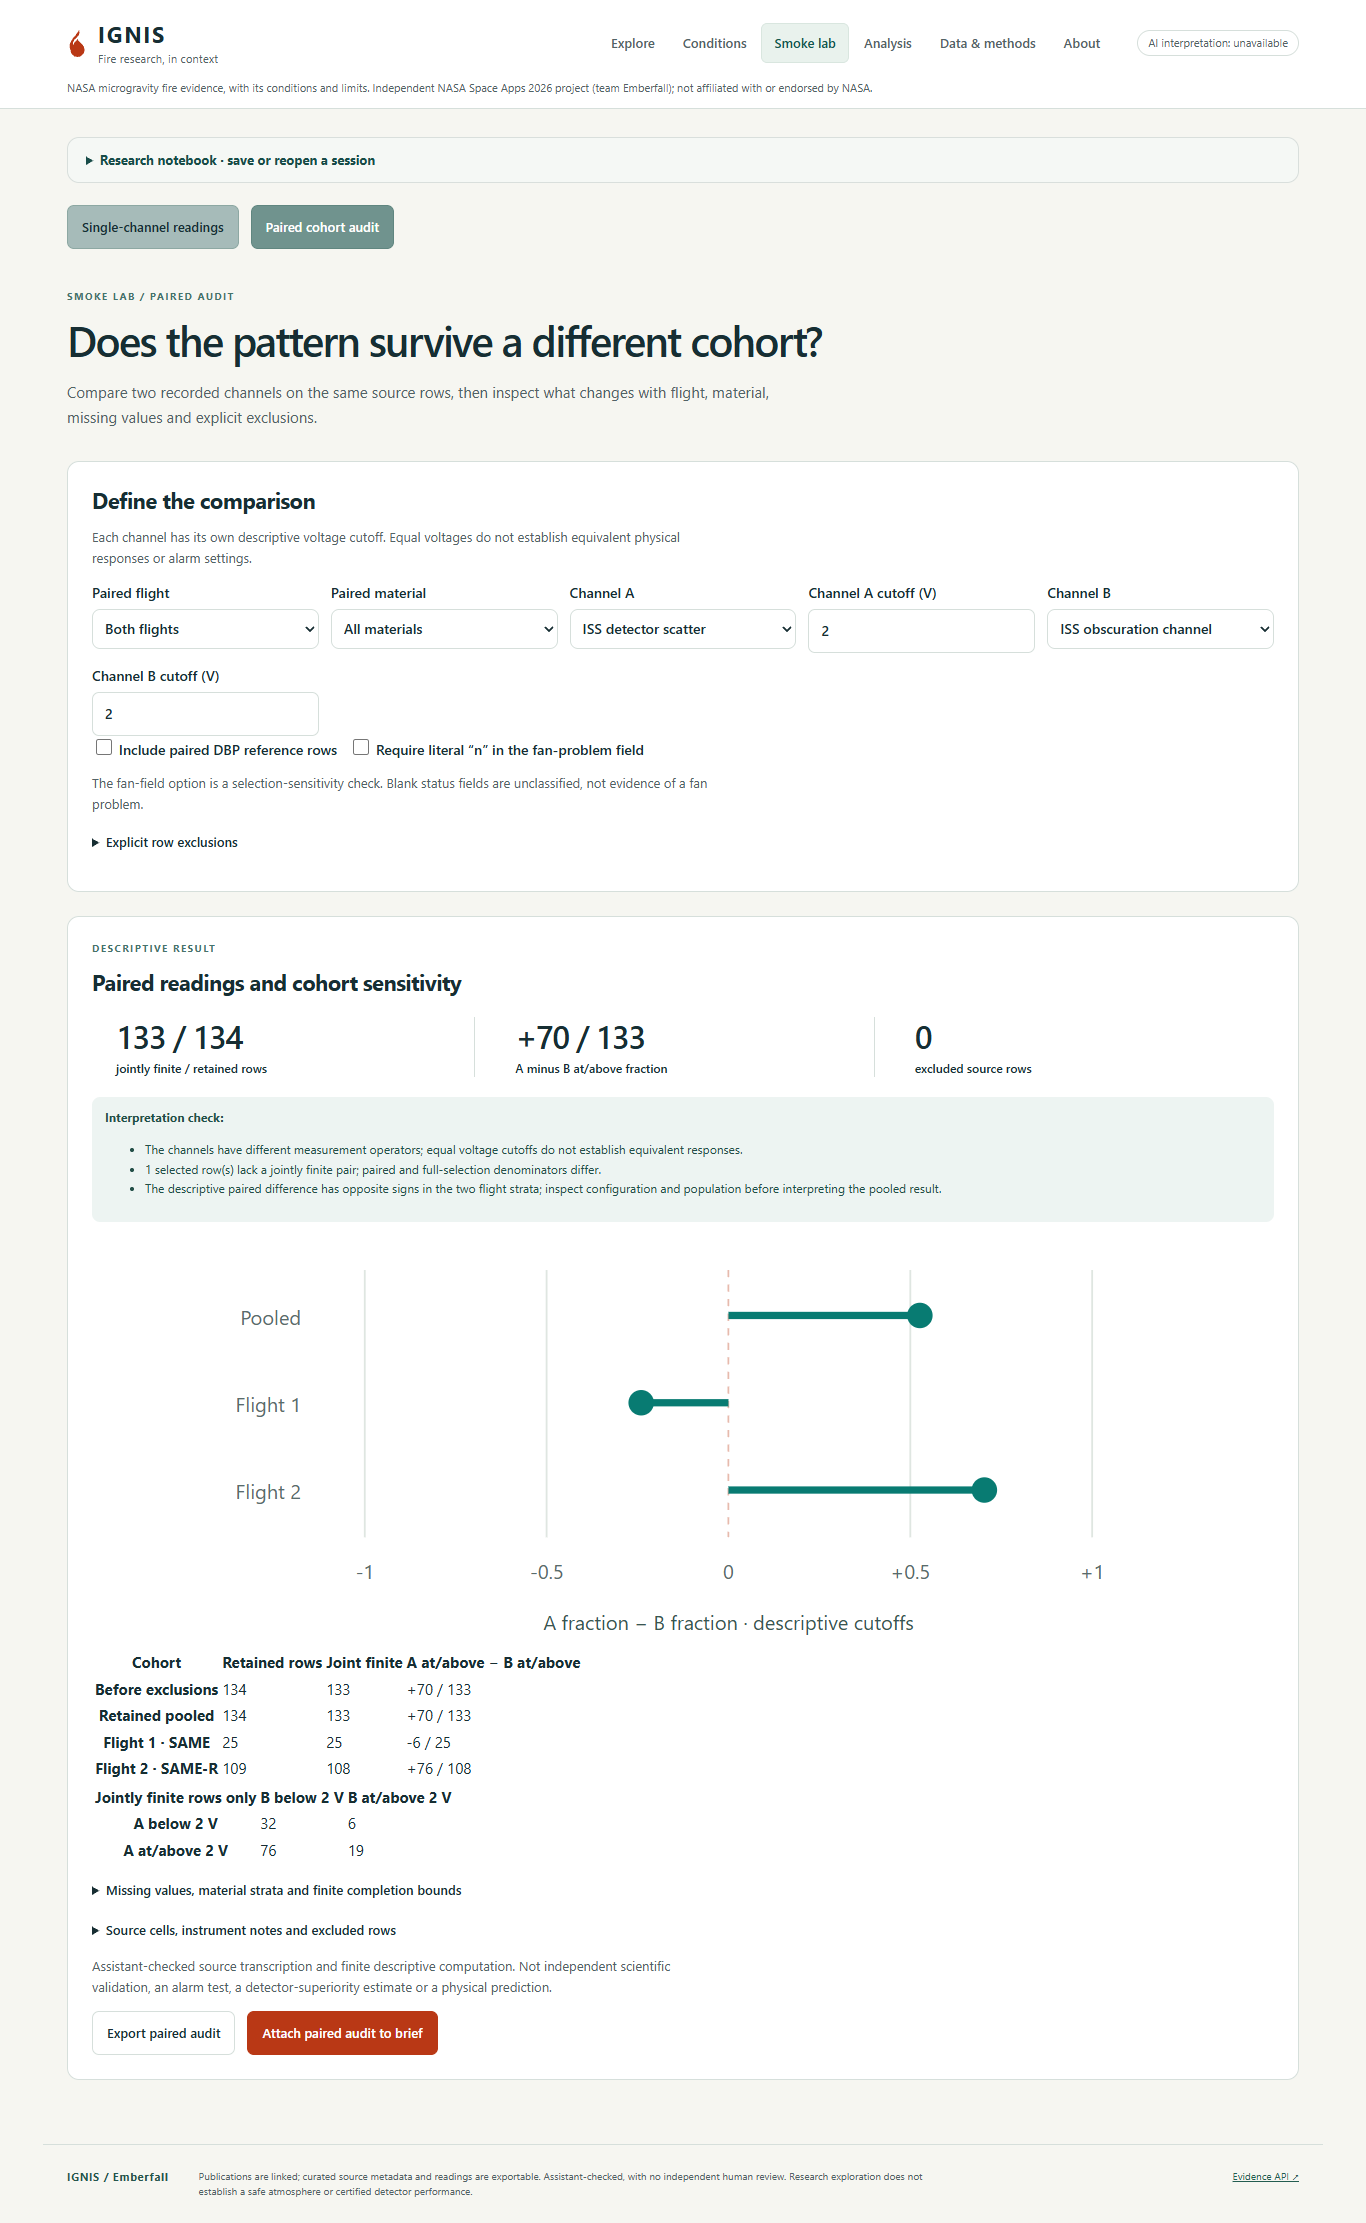 IGNIS
Fire research, in context
Explore
Conditions
Smoke lab
Analysis
Data & methods
About
AI interpretation: unavailable
NASA microgravity fire evidence, with its conditions and limits. Independent NASA Space Apps 2026 project (team Emberfall); not affiliated with or endorsed by NASA.
Research notebook · save or reopen a session
Single-channel readings
Paired cohort audit
SMOKE LAB / PAIRED AUDIT
Does the pattern survive a different cohort?
Compare two recorded channels on the same source rows, then inspect what changes with flight, material,
missing values and explicit exclusions.
Define the comparison
Each channel has its own descriptive voltage cutoff. Equal voltages do not establish equivalent physical
responses or alarm settings.
Paired flight
Paired material
Channel A
Channel A cutoff (V)
Channel B
Both flights
All materials
ISS detector scatter
2
ISS obscuration channel
Channel B cutoff (V)
2
Include paired DBP reference rows
Require literal “n” in the fan-problem field
The fan-field option is a selection-sensitivity check. Blank status fields are unclassified, not evidence of a fan
problem.
Explicit row exclusions
DESCRIPTIVE RESULT
Paired readings and cohort sensitivity
133 / 134
jointly finite / retained rows
+70 / 133
A minus B at/above fraction
0
excluded source rows
Interpretation check:
• The channels have different measurement operators; equal voltage cutoffs do not establish equivalent responses.
• 1 selected row(s) lack a jointly finite pair; paired and full-selection denominators differ.
• The descriptive paired difference has opposite signs in the two flight strata; inspect configuration and population before interpreting the pooled result.
Pooled
Flight 1
Flight 2
-1 -0.5 0 +0.5 +1
A fraction − B fraction · descriptive cutoffs
Cohort Retained rows Joint finite A at/above − B at/above
Before exclusions 134 133 +70 / 133
Retained pooled 134 133 +70 / 133
Flight 1 · SAME 25 25 -6 / 25
Flight 2 · SAME-R 109 108 +76 / 108
Jointly finite rows only B below 2 V B at/above 2 V
A below 2 V 32 6
A at/above 2 V 76 19
Missing values, material strata and finite completion bounds
Source cells, instrument notes and excluded rows
Assistant-checked source transcription and finite descriptive computation. Not independent scientific
validation, an alarm test, a detector-superiority estimate or a physical prediction.
Export paired audit
Attach paired audit to brief
IGNIS / Emberfall
Publications are linked; curated source metadata and readings are exportable. Assistant-checked, with no independent human review. Research exploration does not
establish a safe atmosphere or certified detector performance.
Evidence API ↗